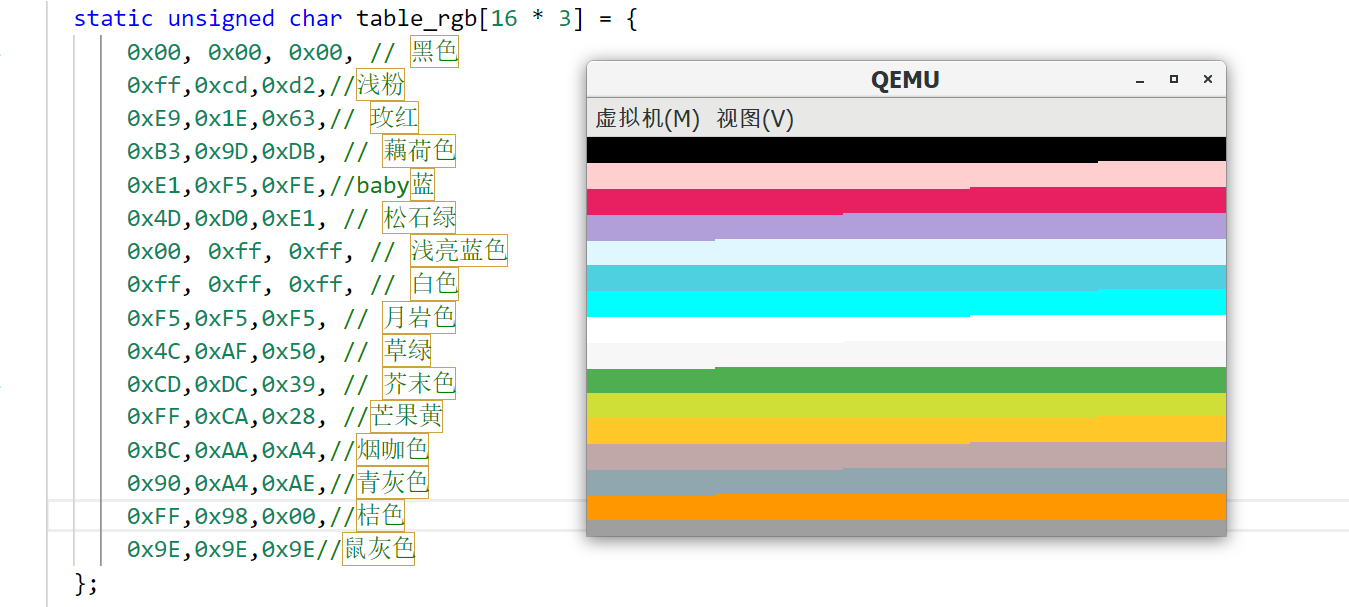 static unsigned char table_rgb[16 * 3] = {
0x00, 0x00, 0x00, // 黑色
0xff,0xcd,0xd2,//浅粉
0xE9,0x1E,0x63,// 玫红
0xB3,0x9D,0xDB, // 藕荷色
0xE1,0xF5,0xFE,//baby蓝
0x4D,0xD0,0xE1, // 松石绿
0x00, 0xff, 0xff, // 浅亮蓝色
0xff, 0xff, 0xff, // 白色
0xF5,0xF5,0xF5, // 月岩色
0x4C,0xAF,0x50, // 草绿
0xCD,0xDC,0x39, // 芥末色
0xFF,0xCA,0x28, //芒果黄
0xBC,0xAA,0xA4,//烟咖色
0x90,0xA4,0xAE,//青灰色
0xFF,0x98,0x00,//桔色
0x9E,0x9E,0x9E//鼠灰色
};
QEMU
虚拟机(M) 视图(V)